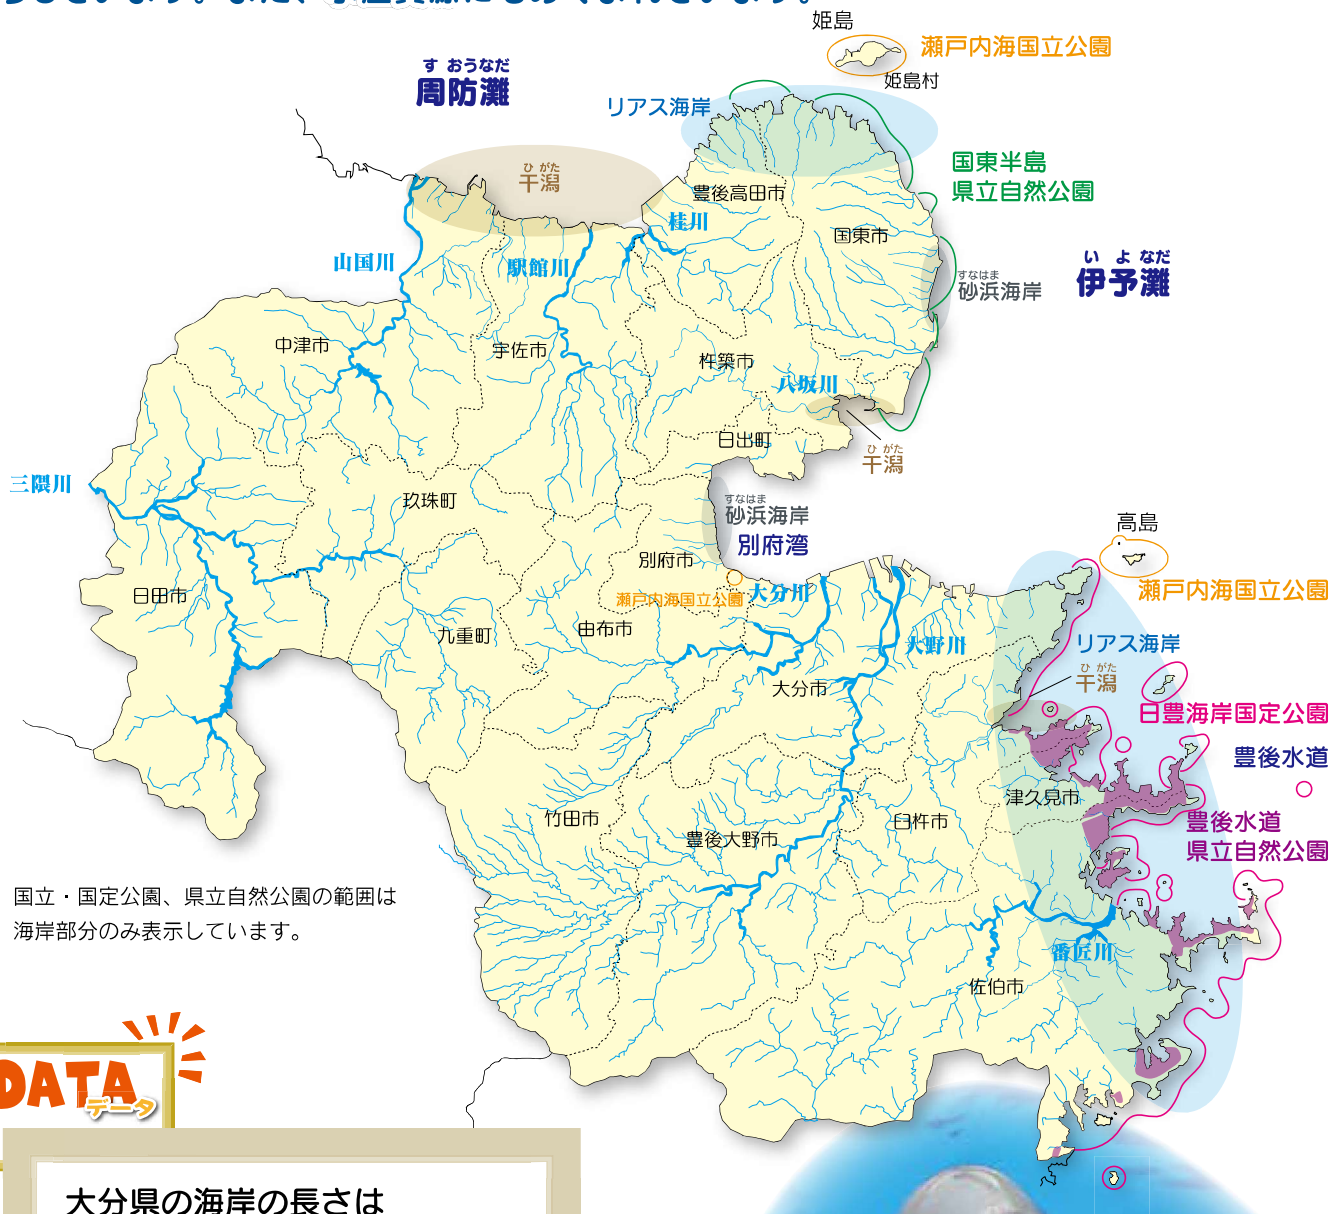 姫島
瀬戸内海国立公園
姫島村
す おうなだ
周防灘
リアス海岸
ひ がた
干潟
国東半島
県立自然公園
豊後高田市
桂川
国東市
山国川
駅館川
い よ なだ
伊予灘
すなはま
砂浜海岸
中津市
宇佐市
杵築市
八坂川
日出町
ひ がた
干潟
三隈川
玖珠町
すなはま
砂浜海岸
別府湾
高島
別府市
瀬戸内海国立公園
大分川
瀬戸内海国立公園
日田市
九重町
由布市
大野川
リアス海岸
ひ がた
干潟
大分市
日豊海岸国定公園
豊後水道
津久見市
竹田市
豊後大野市
臼杵市
豊後水道
県立自然公園
国立・国定公園、県立自然公園の範囲は
海岸部分のみ表示しています。
番匠川
佐伯市
DATA
データ
大分県の海岸の長さは